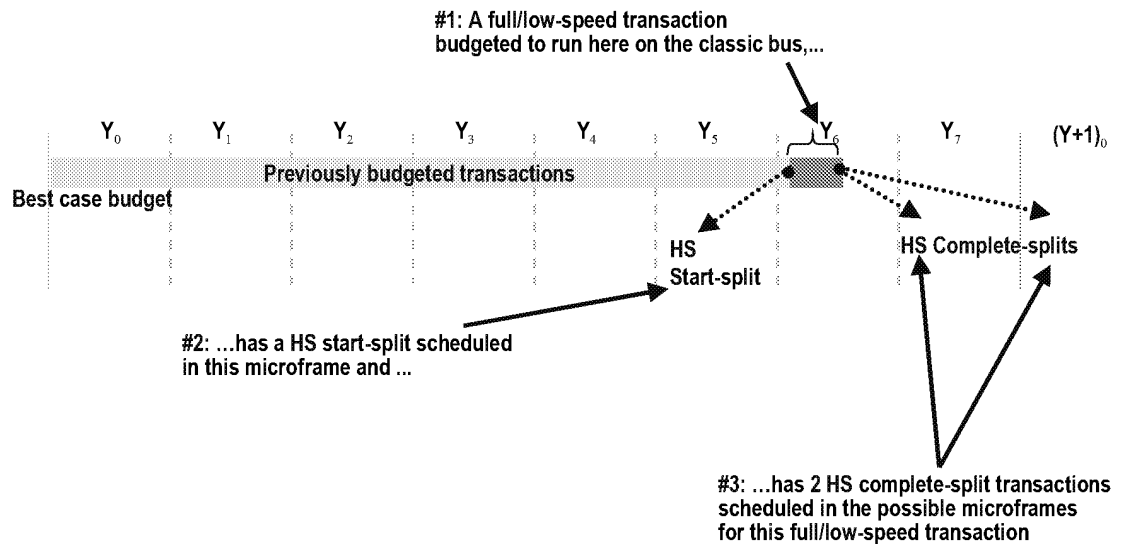 #1: A full/low-speed transaction
budgeted to run here on the classic bus,...
Y₀ Y₁ Y₂ Y₃ Y₄ Y₅ Y₆ Y₇ (Y+1)₀
Previously budgeted transactions
Best case budget
HS
Start-split
HS Complete-splits
#2: ...has a HS start-split scheduled
in this microframe and ...
#3: ...has 2 HS complete-split transactions
scheduled in the possible microframes
for this full/low-speed transaction